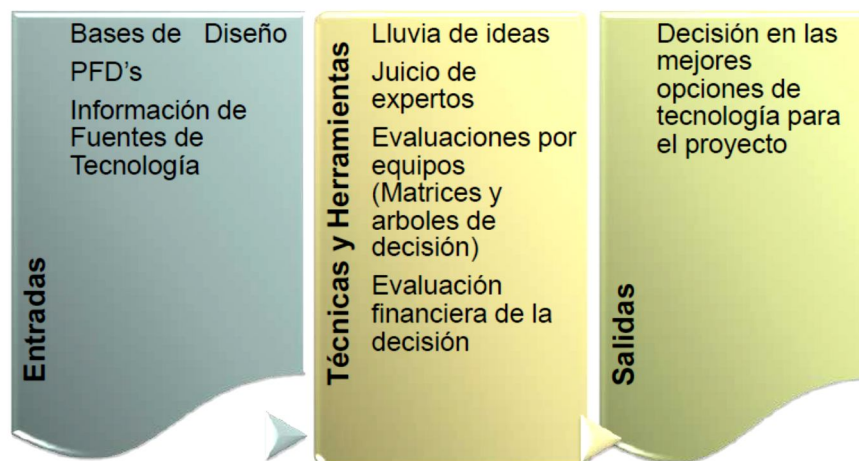 Entradas
Bases de Diseño
PFD’s
Información de
Fuentes de
Tecnología
Técnicas y Herramientas
Lluvia de ideas
Juicio de
expertos
Evaluaciones por
equipos
(Matrices y
arboles de
decisión)
Evaluación
financiera de la
decisión
Salidas
Decisión en las
mejores
opciones de
tecnología para
el proyecto